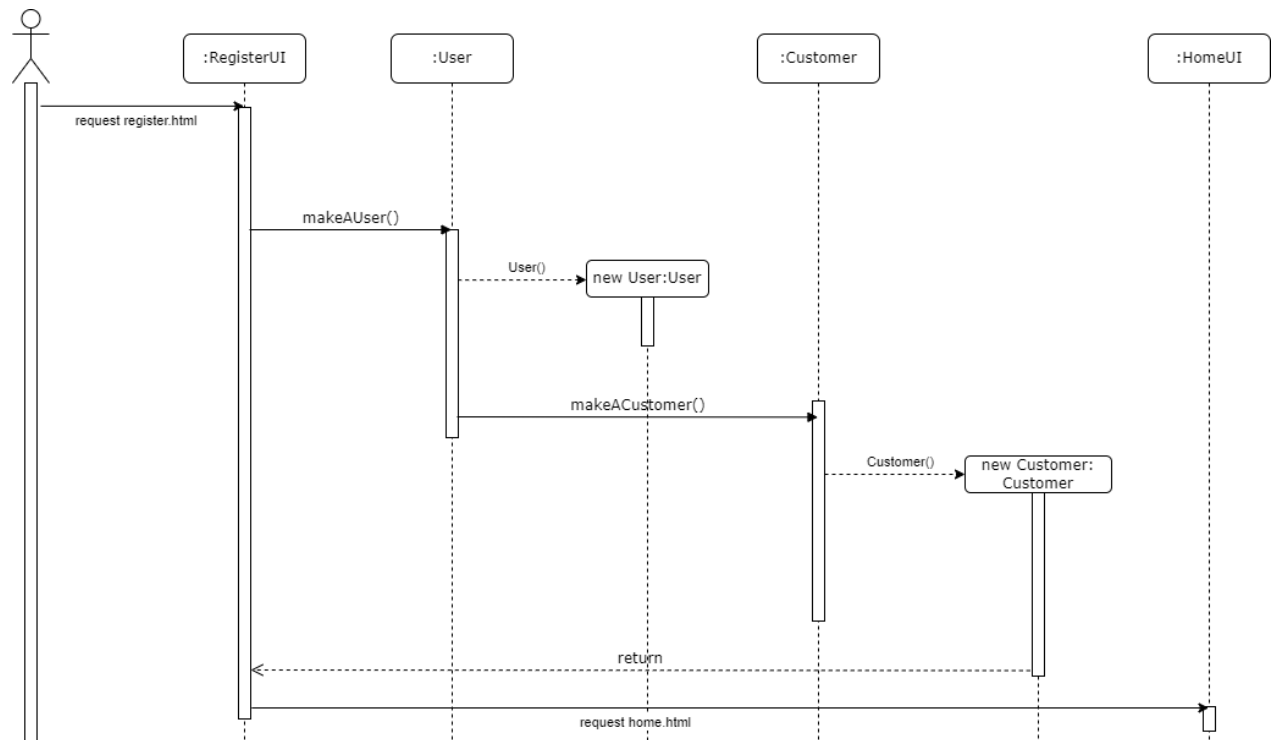 :RegisterUI
:User
:Customer
:HomeUI
request register.html
makeAUser()
User()
new User:User
makeACustomer()
Customer()
new Customer:
Customer
return
request home.html